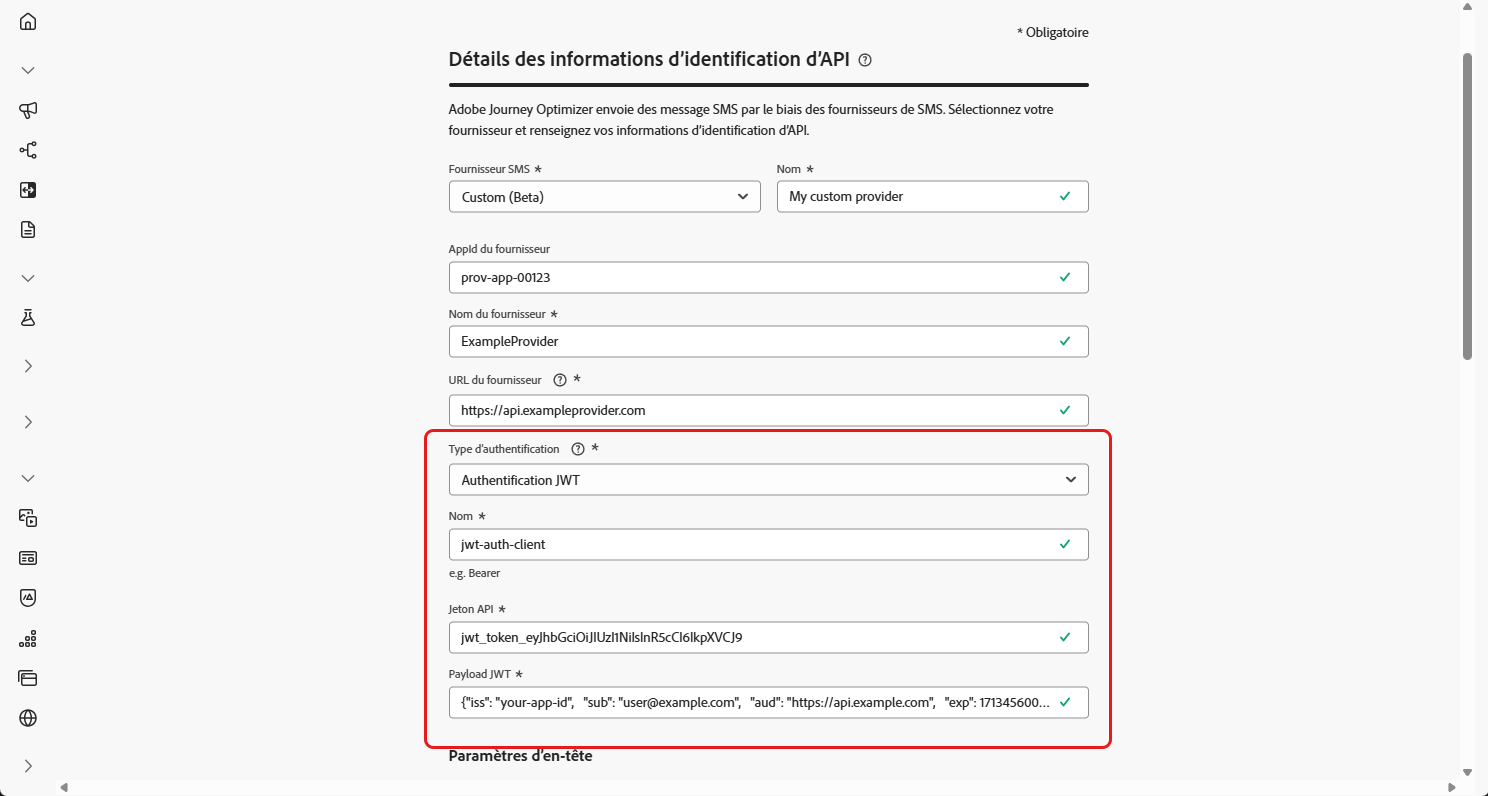 * Obligatoire
Détails des informations d'identification d'API
Adobe Journey Optimizer envoie des message SMS par le biais des fournisseurs de SMS. Sélectionnez votre
fournisseur et renseignez vos informations d'identification d'API.
Fournisseur SMS * Nom *
Custom (Beta) My custom provider
AppId du fournisseur
prov-app-00123
Nom du fournisseur *
ExampleProvider
URL du fournisseur *
https://api.exampleprovider.com
Type d'authentification *
Authentification JWT
Nom *
jwt-auth-client
e.g. Bearer
Jeton API *
jwt_token_eyJhbGciOiJIUzI1NiIsInR5cCI6IkpXVCJ9
Payload JWT *
{"iss": "your-app-id", "sub": "user@example.com", "aud": "https://api.example.com", "exp": 171345600...
Paramètres d'en-tête